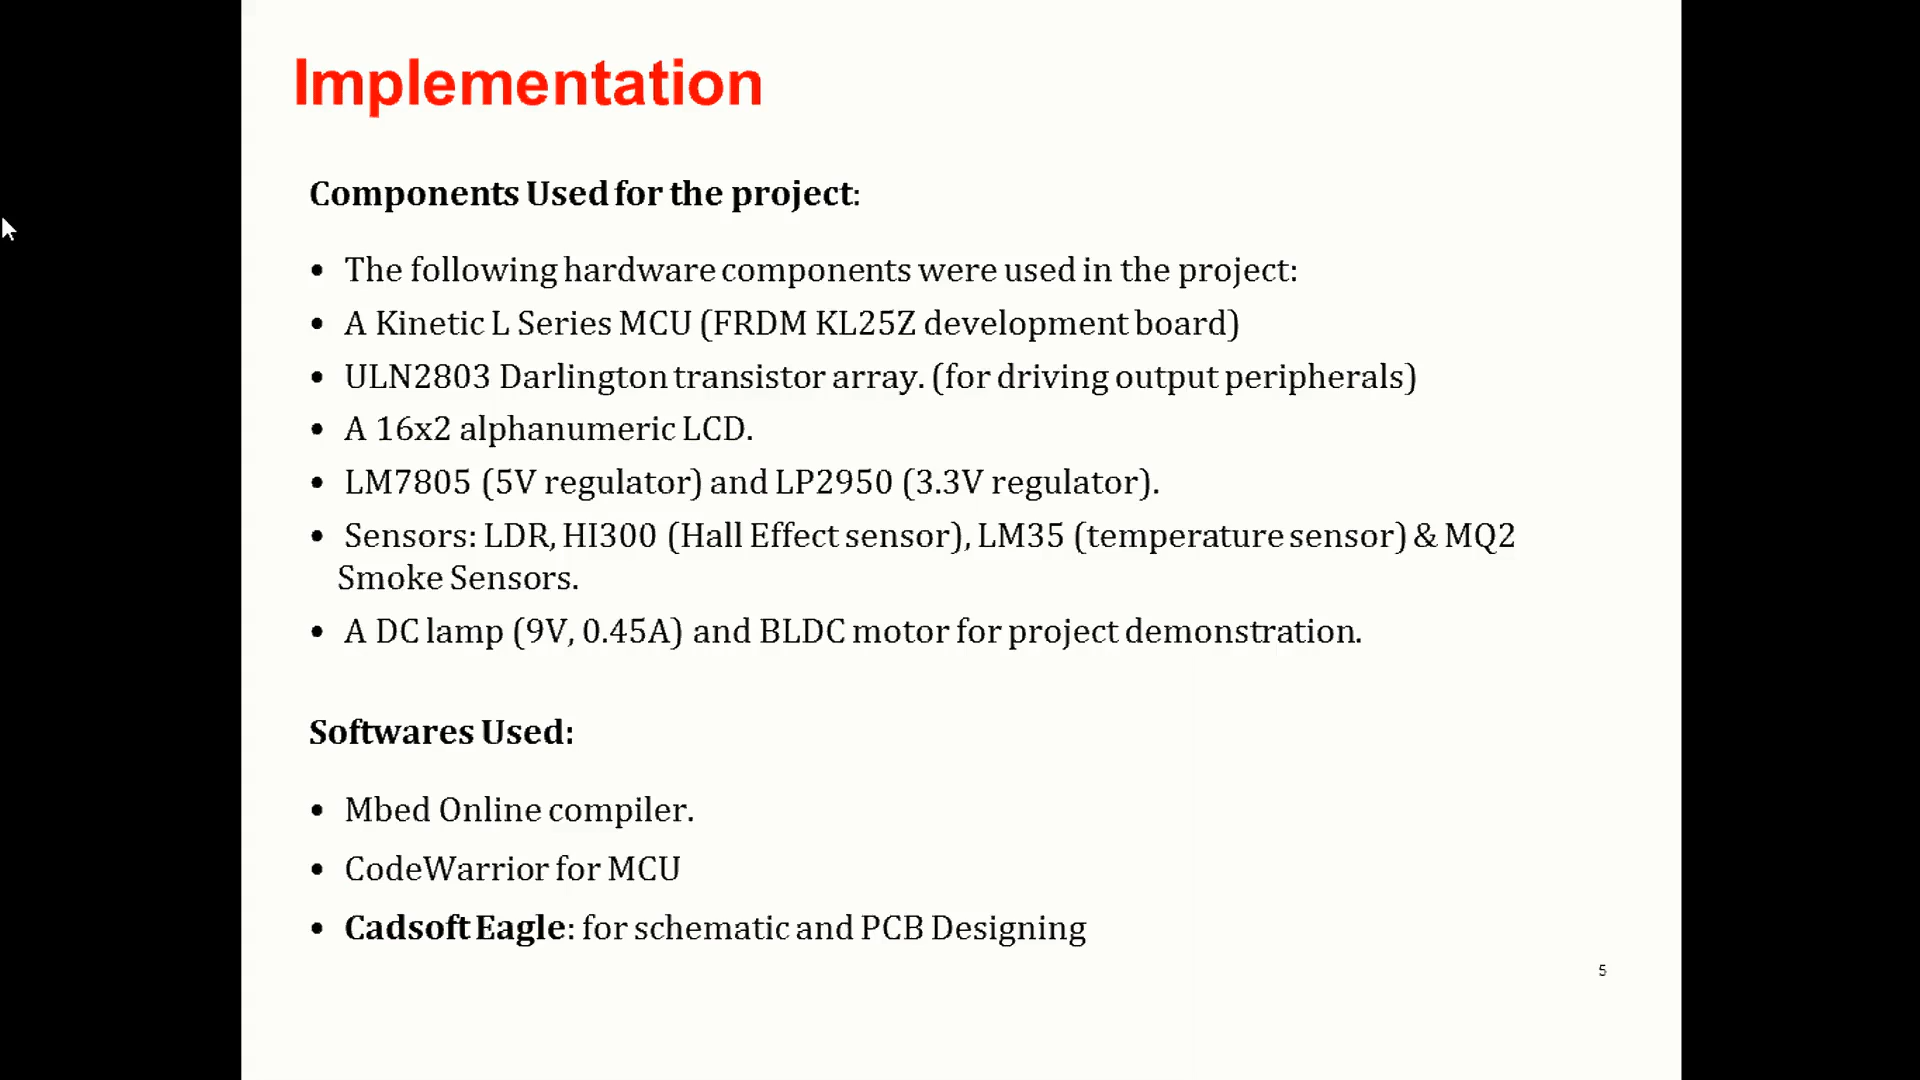 Implementation
Components Used for the project:
• The following hardware components were used in the project:
• A Kinetic L Series MCU (FRDM KL25Z development board)
• ULN2803 Darlington transistor array. (for driving output peripherals)
• A 16x2 alphanumeric LCD.
• LM7805 (5V regulator) and LP2950 (3.3V regulator).
• Sensors: LDR, HI300 (Hall Effect sensor), LM35 (temperature sensor) & MQ2
Smoke Sensors.
• A DC lamp (9V, 0.45A) and BLDC motor for project demonstration.
Softwares Used:
• Mbed Online compiler.
• CodeWarrior for MCU
• Cadsoft Eagle: for schematic and PCB Designing
5